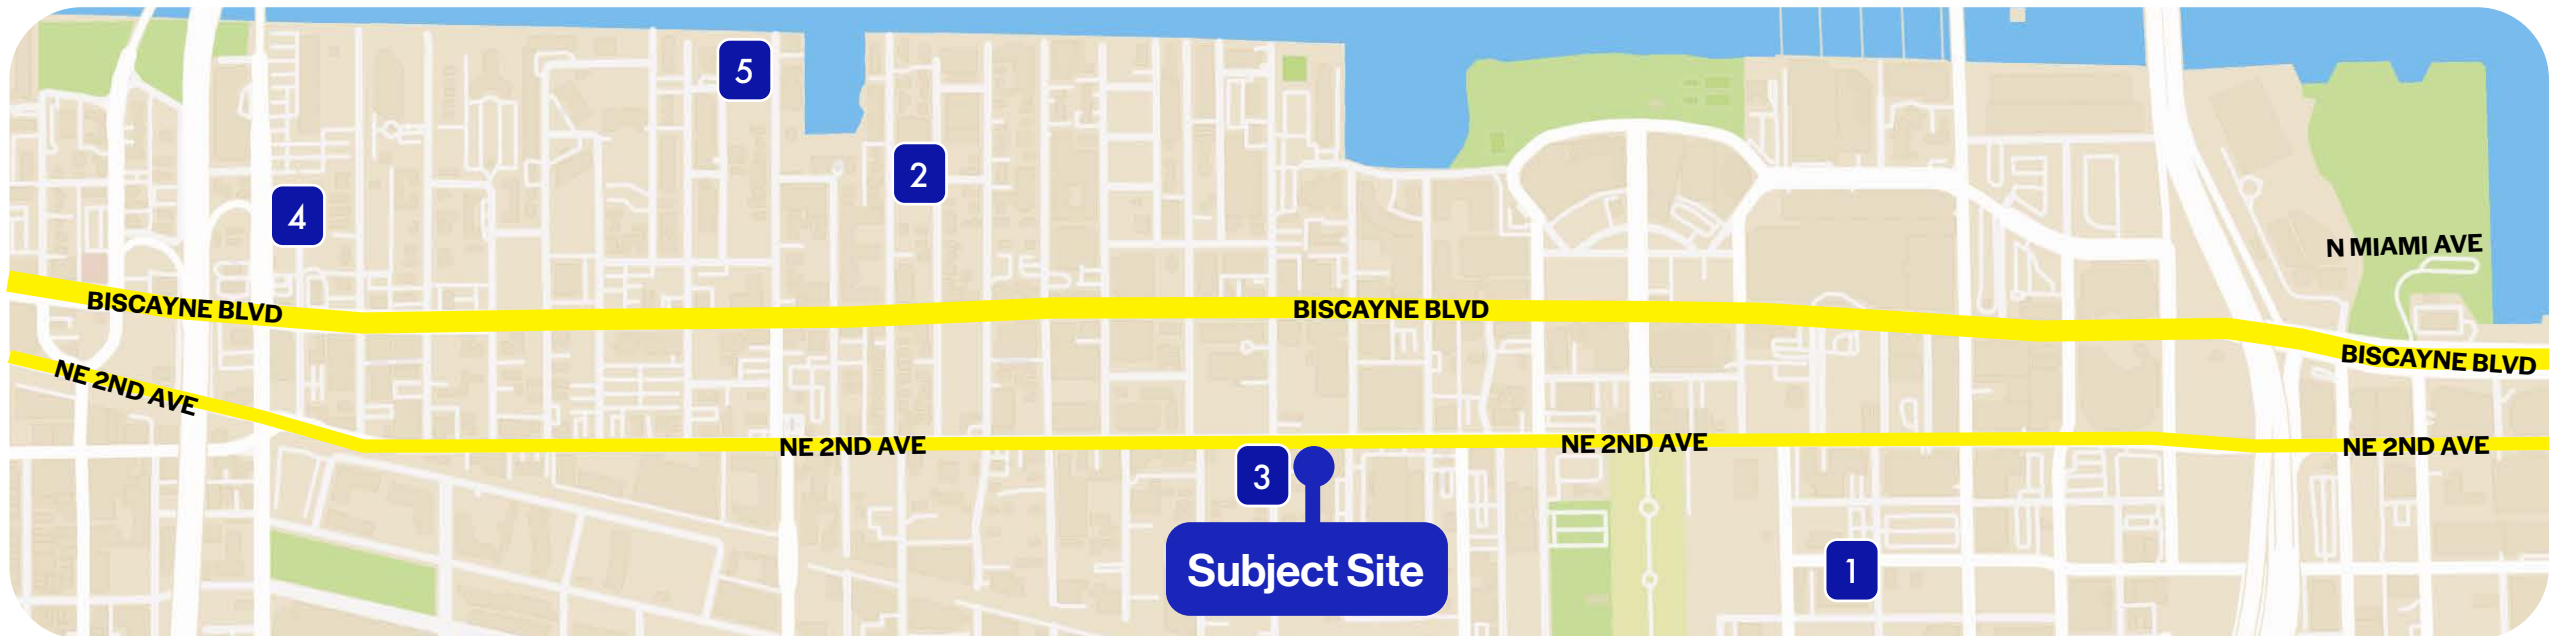 5
2
4
N MIAMI AVE
BISCAYNE BLVD
BISCAYNE BLVD
BISCAYNE BLVD
NE 2ND AVE
NE 2ND AVE
NE 2ND AVE
NE 2ND AVE
3
Subject Site
1